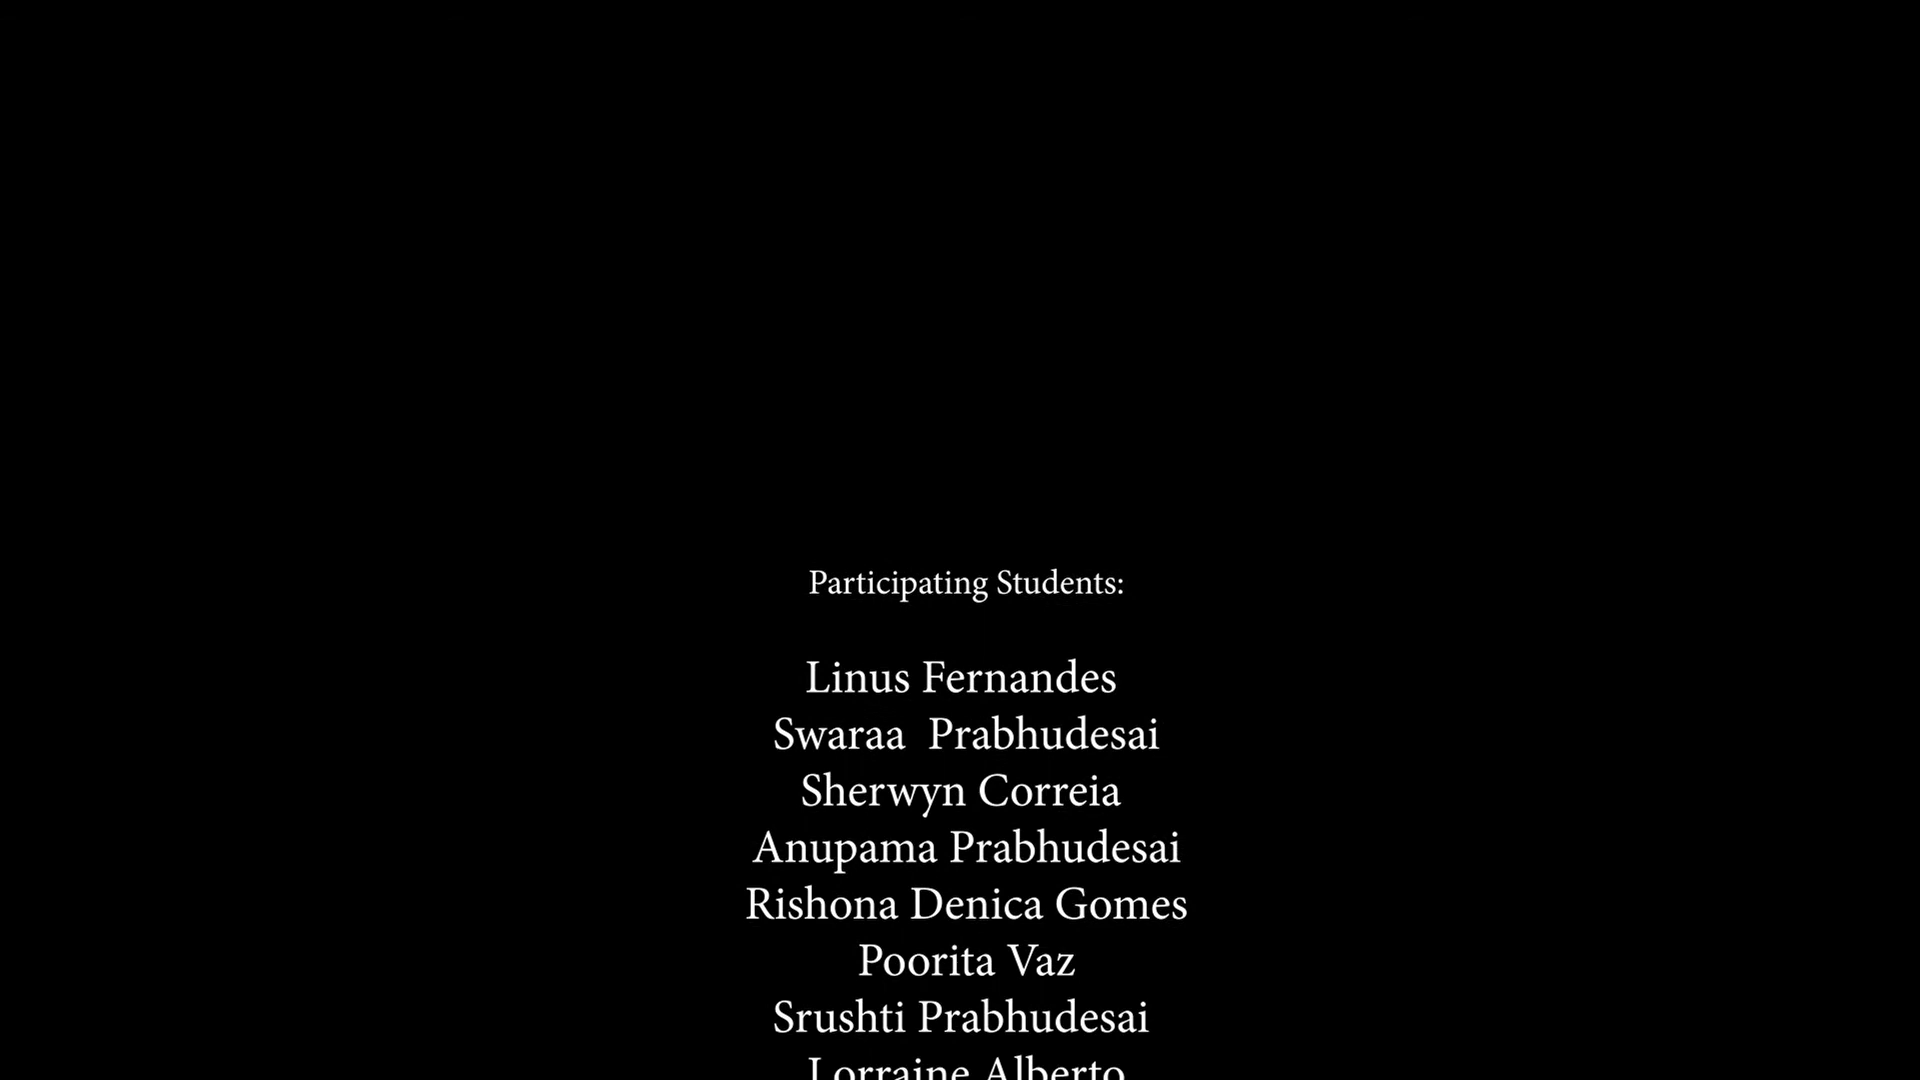 Participating Students:
Linus Fernandes
Swaraa  Prabhudesai
Sherwyn Correia
Anupama Prabhudesai
Rishona Denica Gomes
Poorita Vaz
Srushti Prabhudesai
Lorraine Alberto